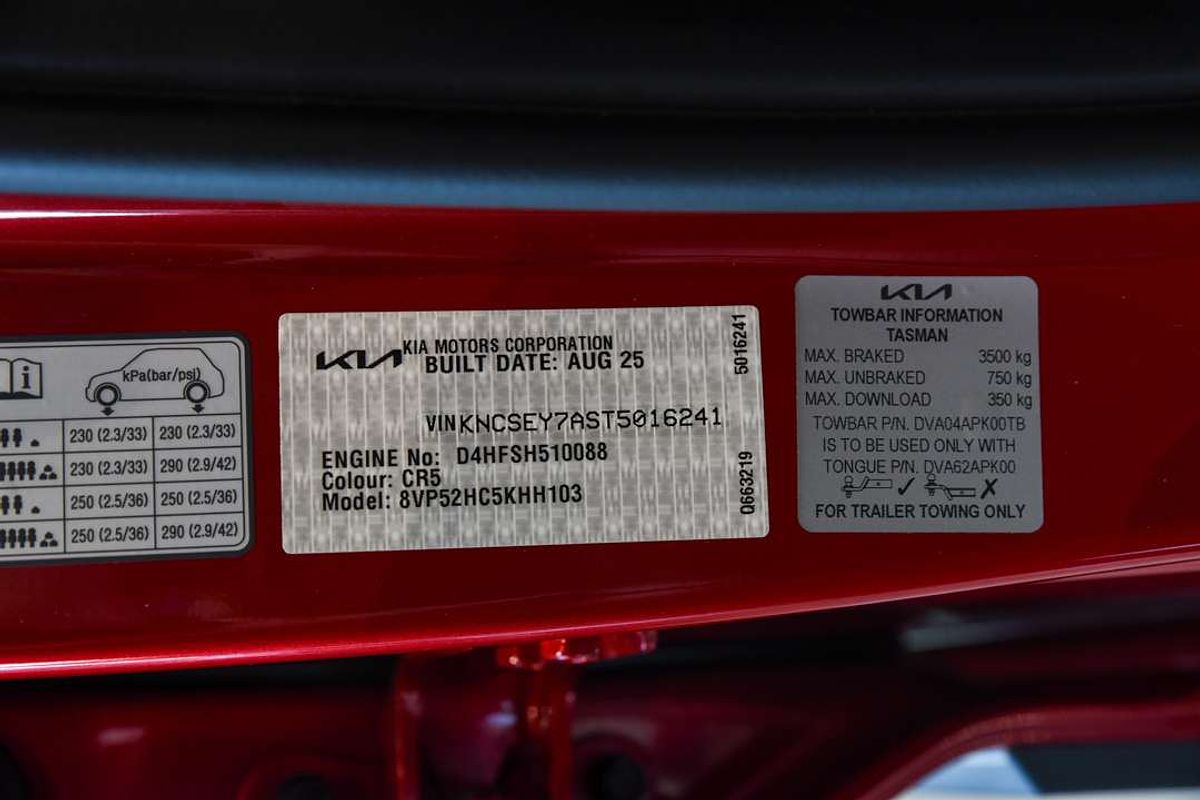 kPa(bar/psi)
230 (2.3/33) 230 (2.3/33)
230 (2.3/33) 290 (2.9/42)
250 (2.5/36) 250 (2.5/36)
250 (2.5/36) 290 (2.9/42)
KIA
KIA MOTORS CORPORATION
BUILT DATE: AUG 25
VIN KNCSEY7AST5016241
ENGINE No: D4HFSH510088
Colour: CR5
Model: 8VP52HC5KHH103
5016241
Q663219
KIA
TOWBAR INFORMATION
TASMAN
MAX. BRAKED 3500 kg
MAX. UNBRAKED 750 kg
MAX. DOWNLOAD 350 kg
TOWBAR P/N. DVA04APK00TB
IS TO BE USED ONLY WITH
TONGUE P/N. DVA62APK00
FOR TRAILER TOWING ONLY